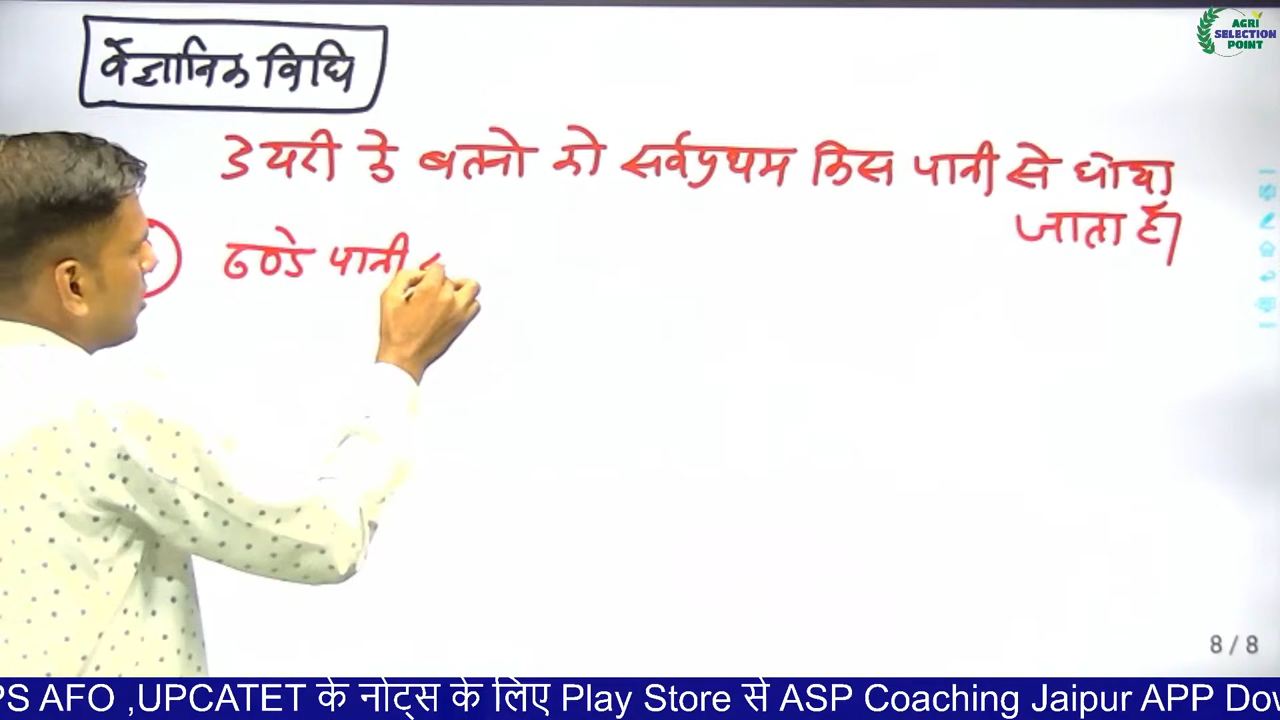 AGRI
SELECTION
POINT
वैज्ञानिक विधि
डेयरी के बर्तनो को सर्वप्रथम किस पानी से धोया
जाता है।
ठण्डे पानी
8 / 8
PS AFO ,UPCATET के नोट्स के लिए Play Store से ASP Coaching Jaipur APP Dov